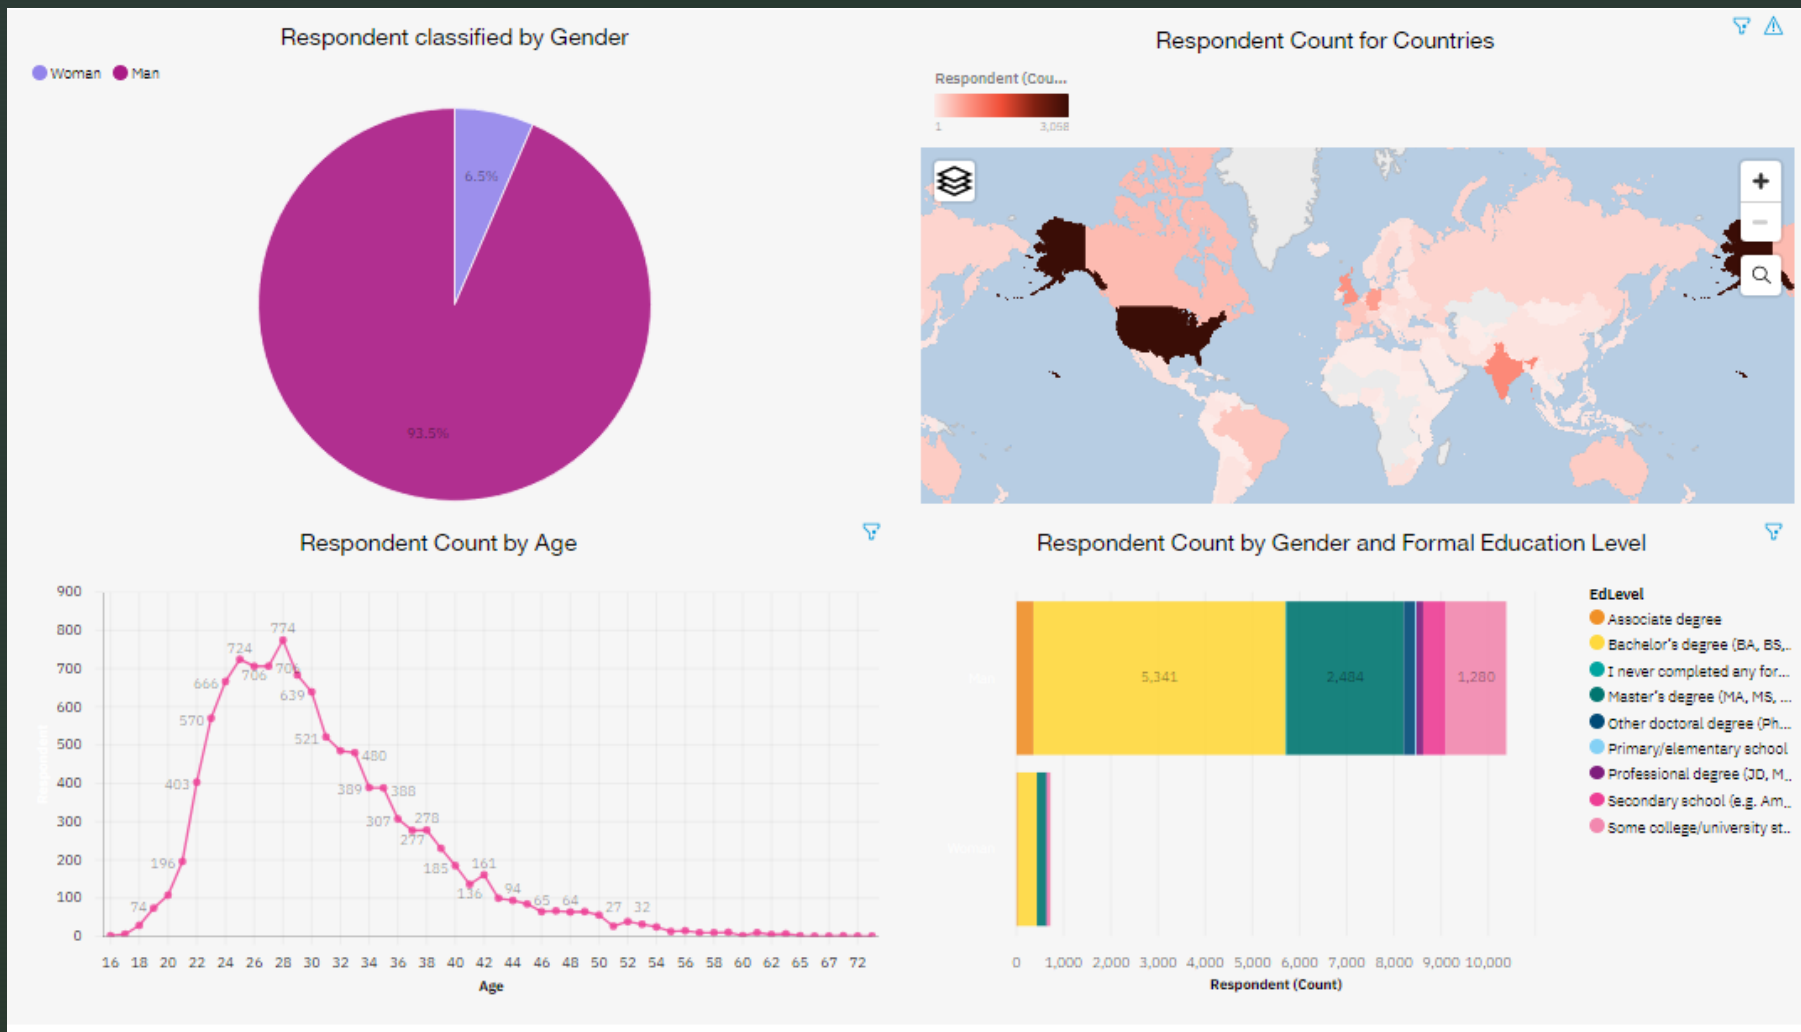 Respondent classified by Gender
Woman Man
6.5%
93.5%
Respondent Count for Countries
Respondent (Cou...
1 3,058
Respondent Count by Age
900
800
700
600
500
400
300
200
100
0
74
196
403
570
666
724
706
774
706
639
521
480
389
388
307
277
278
185
136
161
94
65
64
27
32
16 18 20 22 24 26 28 30 32 34 36 38 40 42 44 46 48 50 52 54 56 58 60 62 65 67 72
Age
Respondent
Respondent Count by Gender and Formal Education Level
Man
5,341 2,484 1,280
Woman
0 1,000 2,000 3,000 4,000 5,000 6,000 7,000 8,000 9,000 10,000
Respondent (Count)
EdLevel
Associate degree
Bachelor's degree (BA, BS,..
I never completed any for...
Master's degree (MA, MS, ...
Other doctoral degree (Ph...
Primary/elementary school
Professional degree (JD, M..
Secondary school (e.g. Am..
Some college/university st..